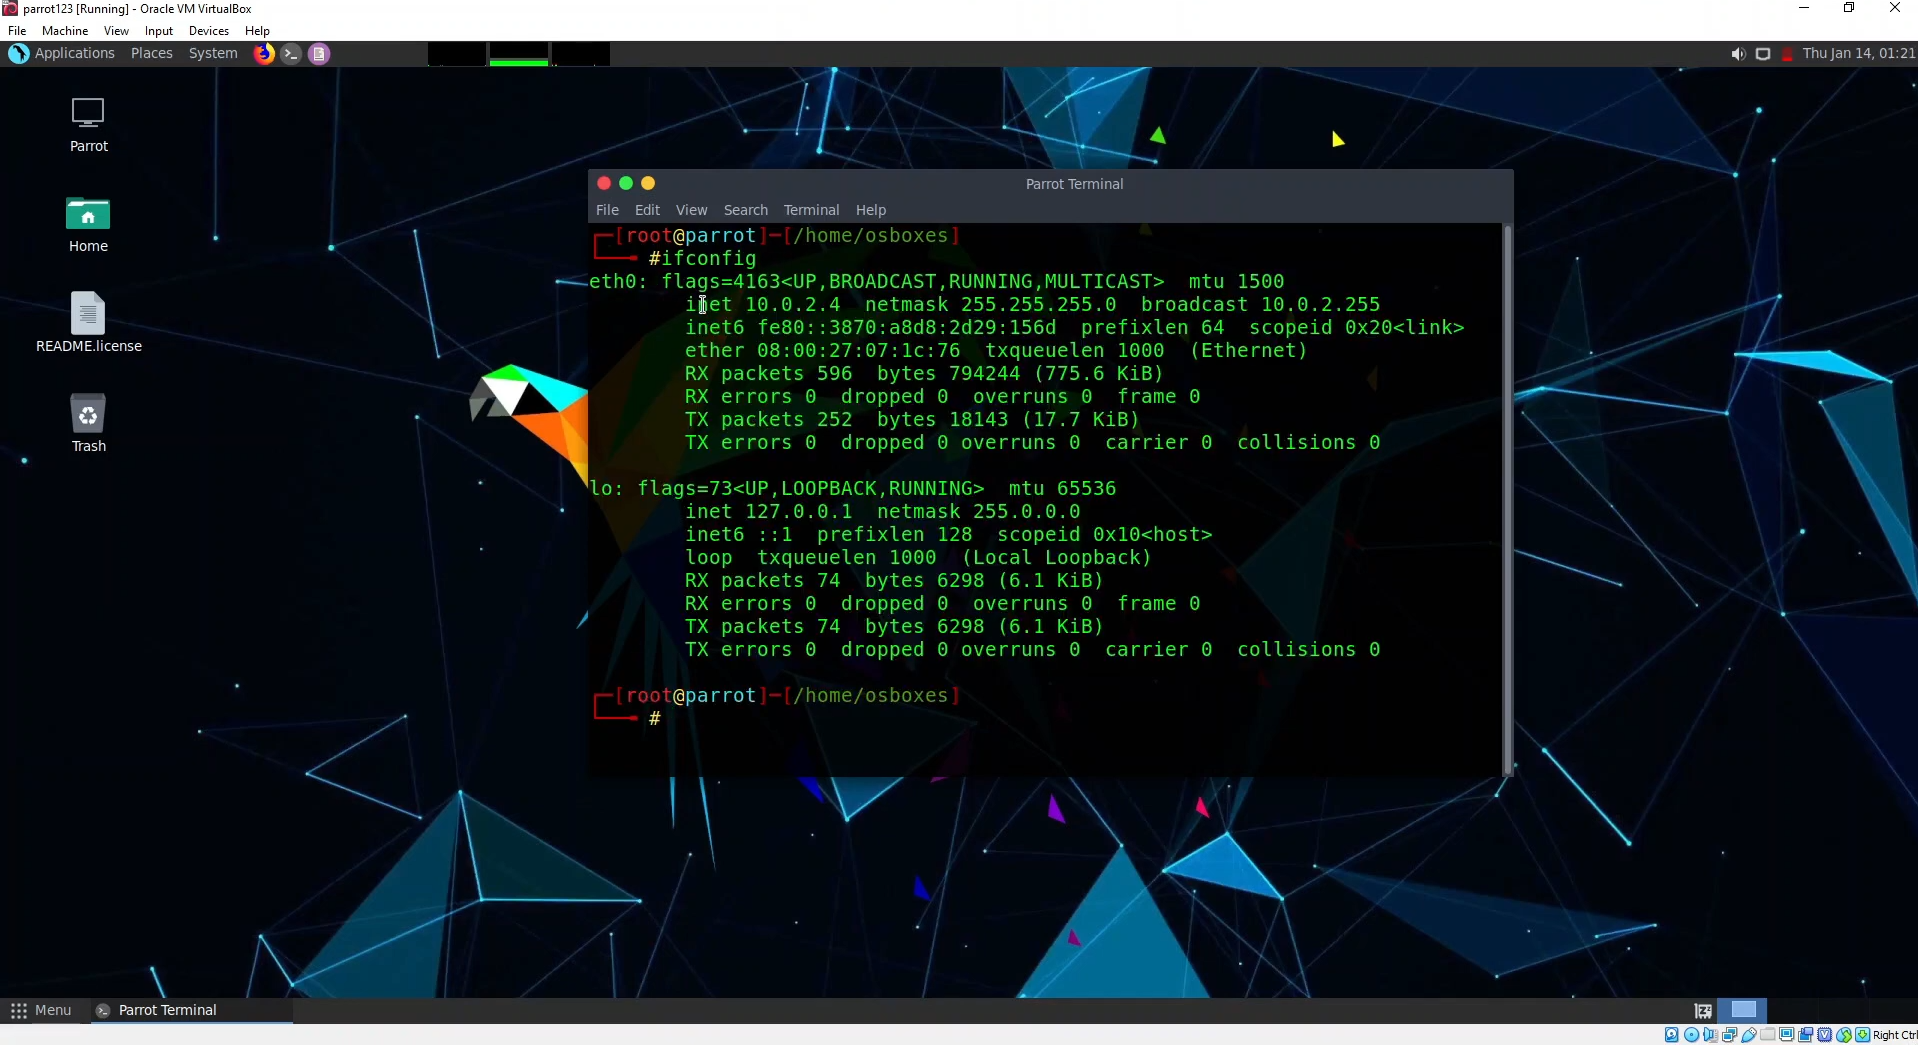 parrot123 [Running] - Oracle VM VirtualBox
File Machine View Input Devices Help
Applications Places System
Thu Jan 14, 01:21
Parrot
Home
README.license
Trash
Parrot Terminal
File Edit View Search Terminal Help
[root@parrot]─[/home/osboxes]
#ifconfig
eth0: flags=4163<UP,BROADCAST,RUNNING,MULTICAST>  mtu 1500
inet 10.0.2.4  netmask 255.255.255.0  broadcast 10.0.2.255
inet6 fe80::3870:a8d8:2d29:156d  prefixlen 64  scopeid 0x20<link>
ether 08:00:27:07:1c:76  txqueuelen 1000  (Ethernet)
RX packets 596  bytes 794244 (775.6 KiB)
RX errors 0  dropped 0  overruns 0  frame 0
TX packets 252  bytes 18143 (17.7 KiB)
TX errors 0  dropped 0 overruns 0  carrier 0  collisions 0
lo: flags=73<UP,LOOPBACK,RUNNING>  mtu 65536
inet 127.0.0.1  netmask 255.0.0.0
inet6 ::1  prefixlen 128  scopeid 0x10<host>
loop  txqueuelen 1000  (Local Loopback)
RX packets 74  bytes 6298 (6.1 KiB)
RX errors 0  dropped 0  overruns 0  frame 0
TX packets 74  bytes 6298 (6.1 KiB)
TX errors 0  dropped 0 overruns 0  carrier 0  collisions 0
[root@parrot]─[/home/osboxes]
#
Menu
Parrot Terminal
Right Ctrl